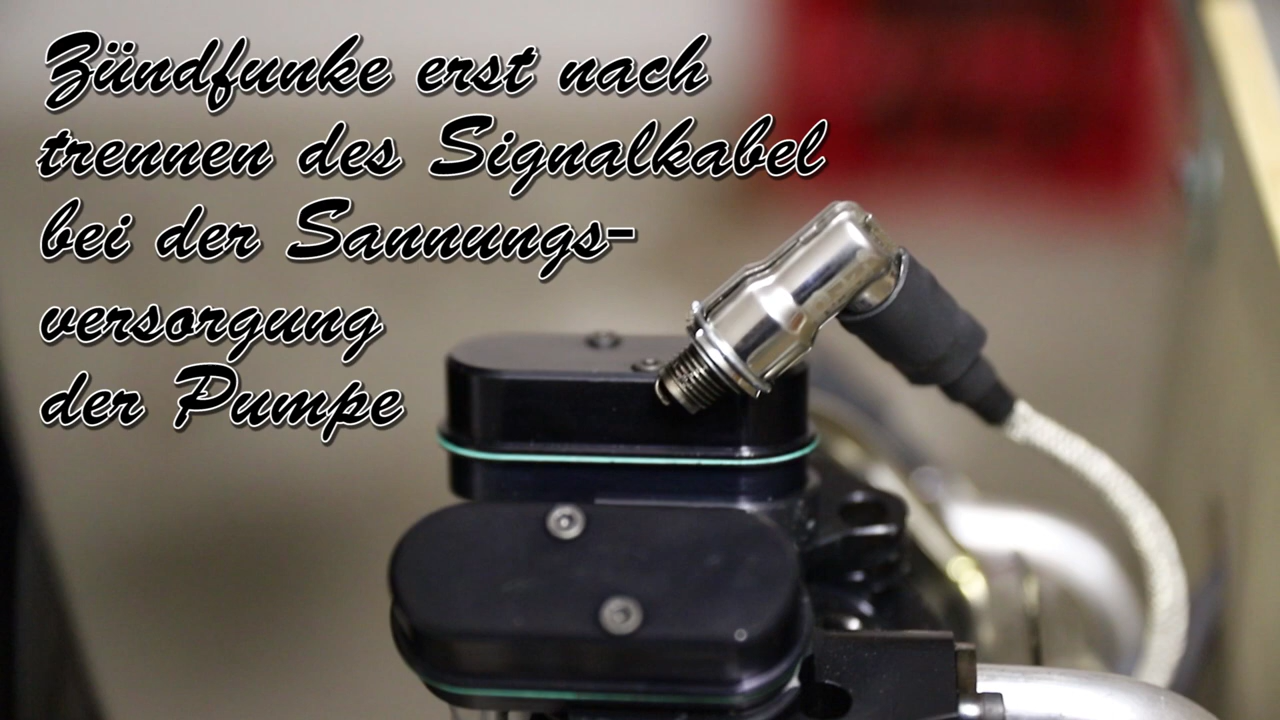 Zündfunke erst nach
trennen des Signalkabel
bei der Sannungs-
versorgung
der Pumpe